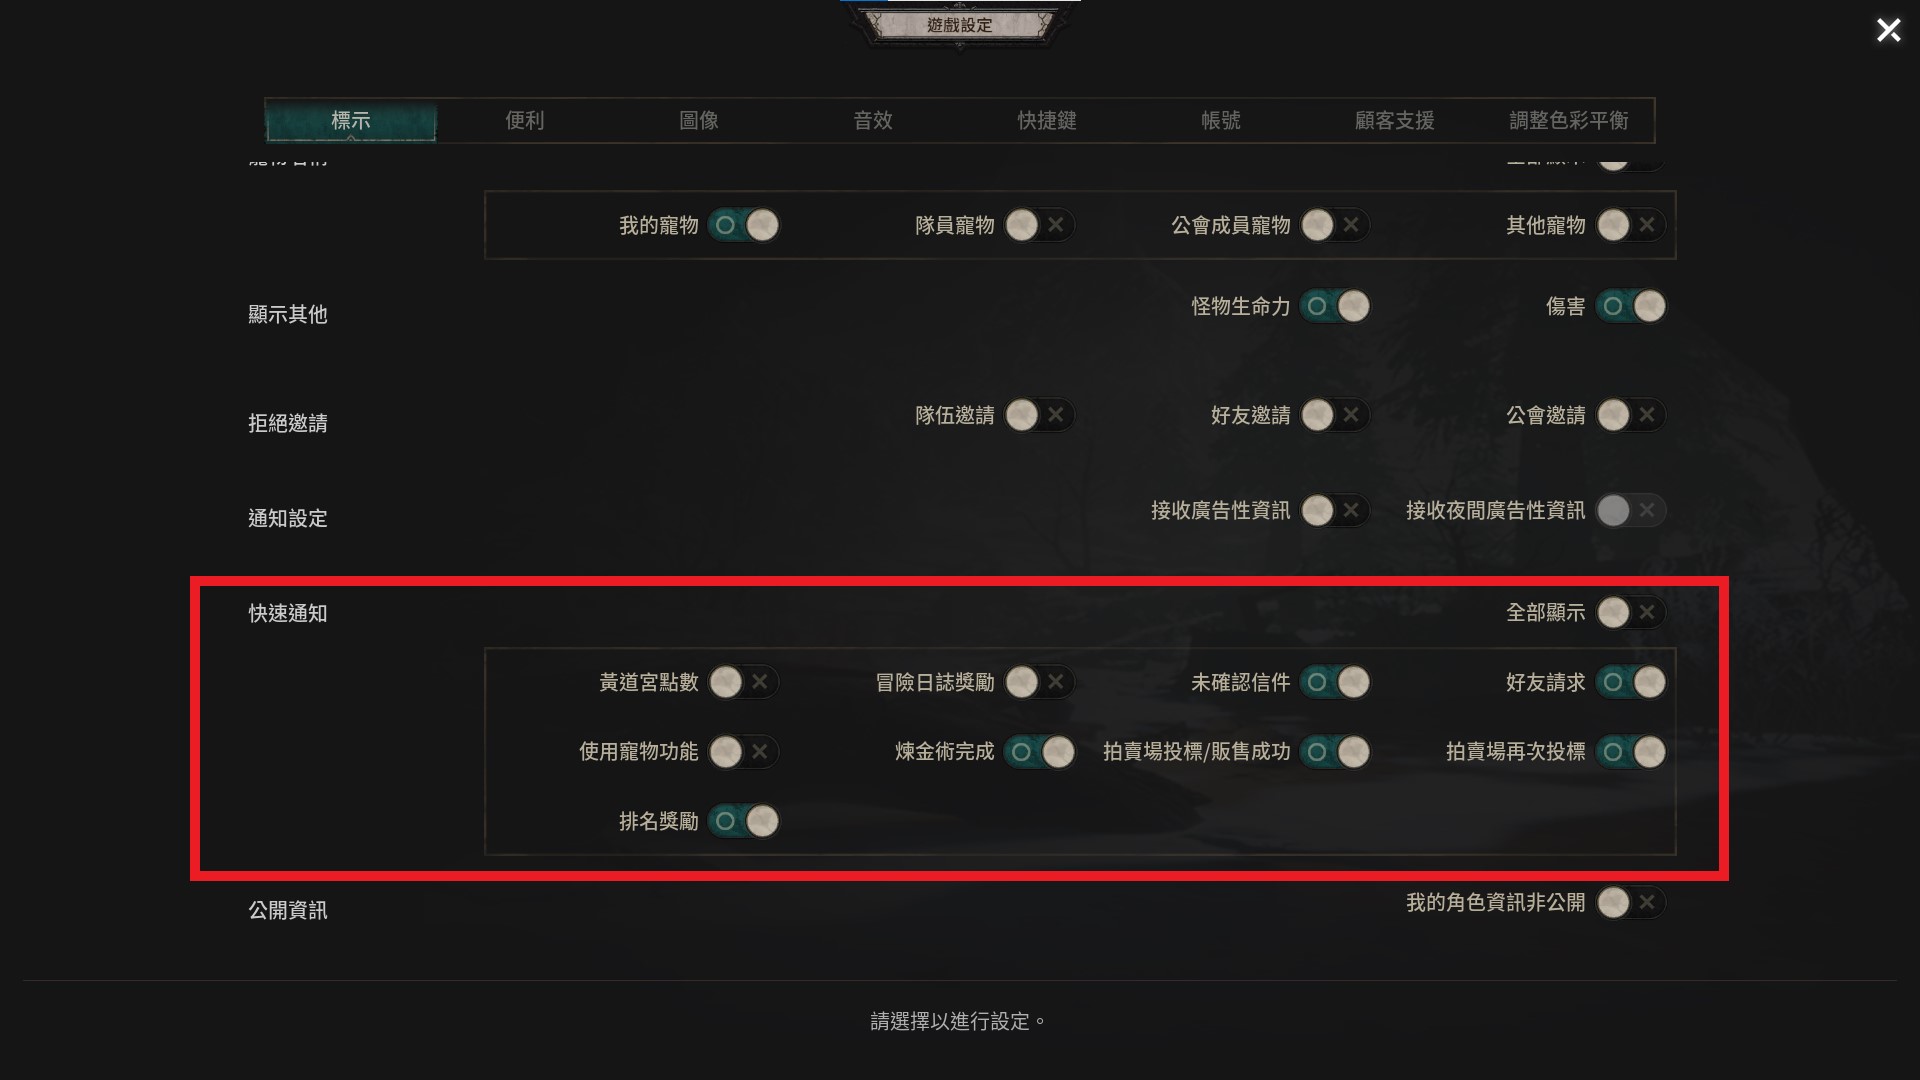 遊戲設定
標示 便利 圖像 音效 快捷鍵 帳號 顧客支援 調整色彩平衡
我的寵物 隊員寵物 公會成員寵物 其他寵物
顯示其他 怪物生命力 傷害
拒絕邀請 隊伍邀請 好友邀請 公會邀請
通知設定 接收廣告性資訊 接收夜間廣告性資訊
快速通知 全部顯示
黃道宮點數 冒險日誌獎勵 未確認信件 好友請求
使用寵物功能 煉金術完成 拍賣場投標/販售成功 拍賣場再次投標
排名獎勵
公開資訊 我的角色資訊非公開
請選擇以進行設定。